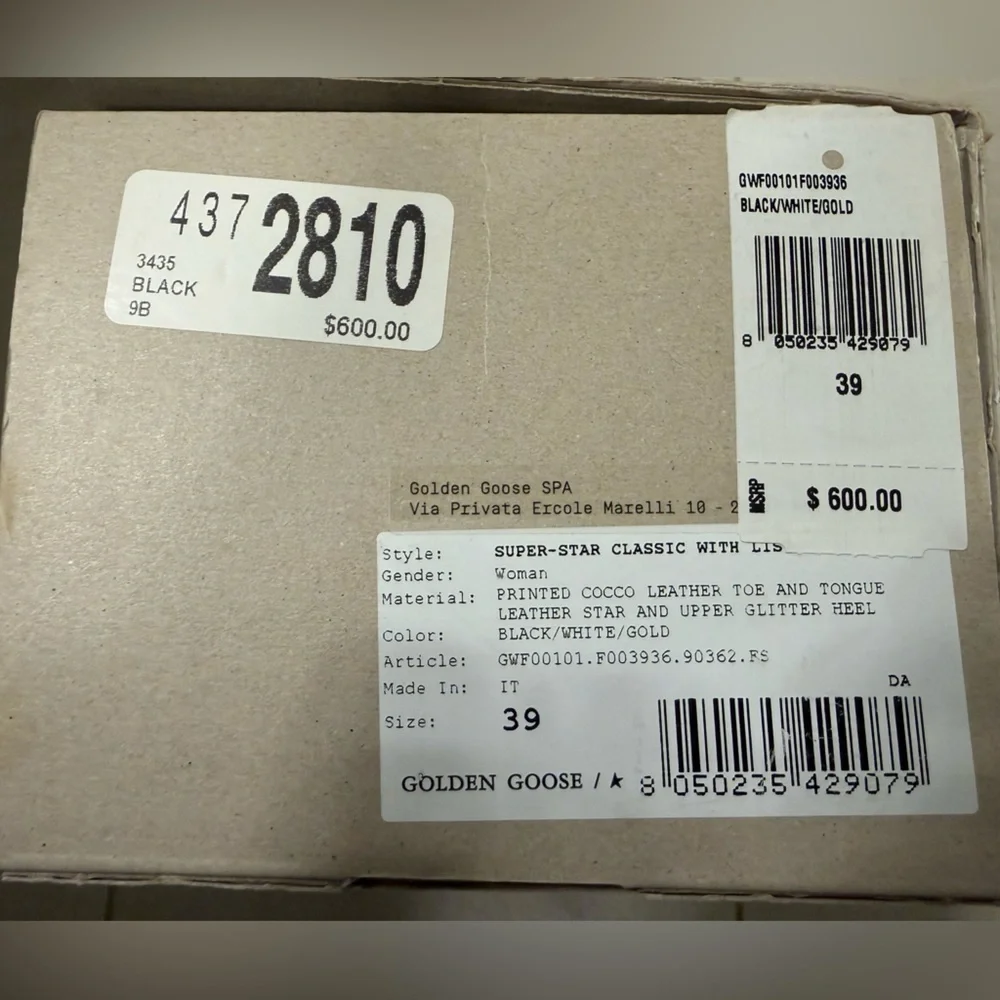 437 2810
3435
BLACK
9B
$600.00
GWF00101F003936
BLACK/WHITE/GOLD
8 050235 429079
39
MSRP $ 600.00
Golden Goose SPA
Via Privata Ercole Marelli 10 -
Style: SUPER-STAR CLASSIC WITH
Gender: Woman
Material: PRINTED COCCO LEATHER TOE AND TONGUE
LEATHER STAR AND UPPER GLITTER HEEL
Color: BLACK/WHITE/GOLD
Article: GWF00101.F003936.90362.FS
Made In: IT
DA
Size: 39
GOLDEN GOOSE /
8 050235 429079